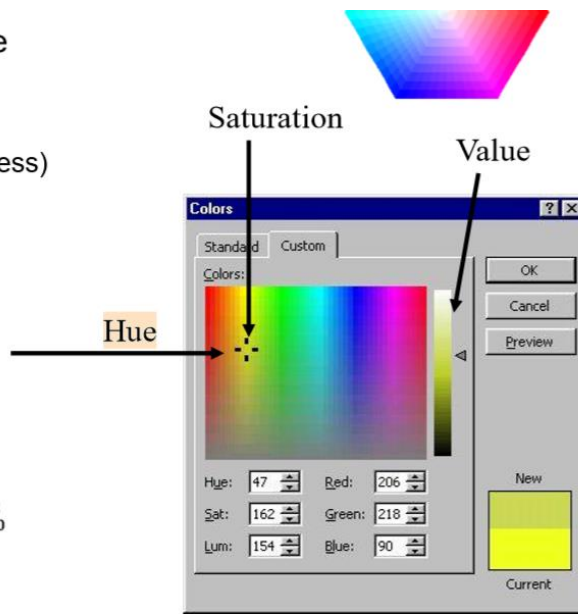 e
Saturation
ess)
Value
Colors
Standard Custom
Colors:
OK
Cancel
Preview
Hue
Hue: 47 Red: 206
Sat: 162 Green: 218
Lum: 154 Blue: 90
New
Current
%